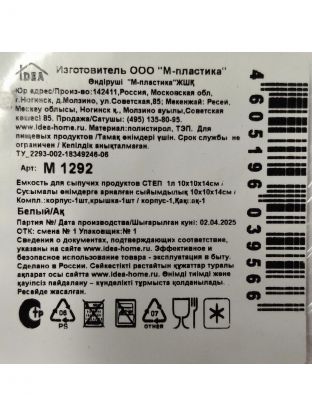 IDEA
Изготовитель ООО "М-пластика"
Өндіруші "М-пластика"ЖШҚ
Юр адрес/Произ-во:142411,Россия, Московская обл,
г.Ногинск, д.Молзино, ул.Советская,85; Мекенжай: Ресей,
Мәскеу облысы, Ногинск қ, Молзино ауылы, Советская
көшесі 85. Продажа/Сатушы: (495) 135-80-95.
www.idea-home.ru. Материал:полистирол, ТЭП. Для
пищевых продуктов /Тамақ өнімдері үшін. Срок службы не
ограничен / Кепілдік анықталмаған.
ТУ_2293-002-18349246-06
Арт: М 1292
Емкость для сыпучих продуктов СТЕП 1л 10х10х14см /
Сусымалы өнімдерге арналған сыйымдылық 10х10х14см /
Компл.:корпус-1шт,крышка-1шт / корпус-1,Қақ.-1
Белый/Ақ
Партия №/ Дата производства/Шығарылған күні: 02.04.2025
ОТК: смена № 1 Упаковщик:№ 1
Сведения о документах, подтверждающих соответствие,
указаны на сайте www.idea-home.ru. Эффективное и
безопасное использование товара - эксплуатация в быту.
Сделано в России. Сәйкестікті растайтын құжаттар туралы
ақпарат осы сайтта www.idea-home.ru. Өнімді тиімді және
қауіпсіз пайдалану – күнделікті тұрмыста қолданылады.
Ресейде жасалған.
06
PS
07
OTHER
4 605196 039566